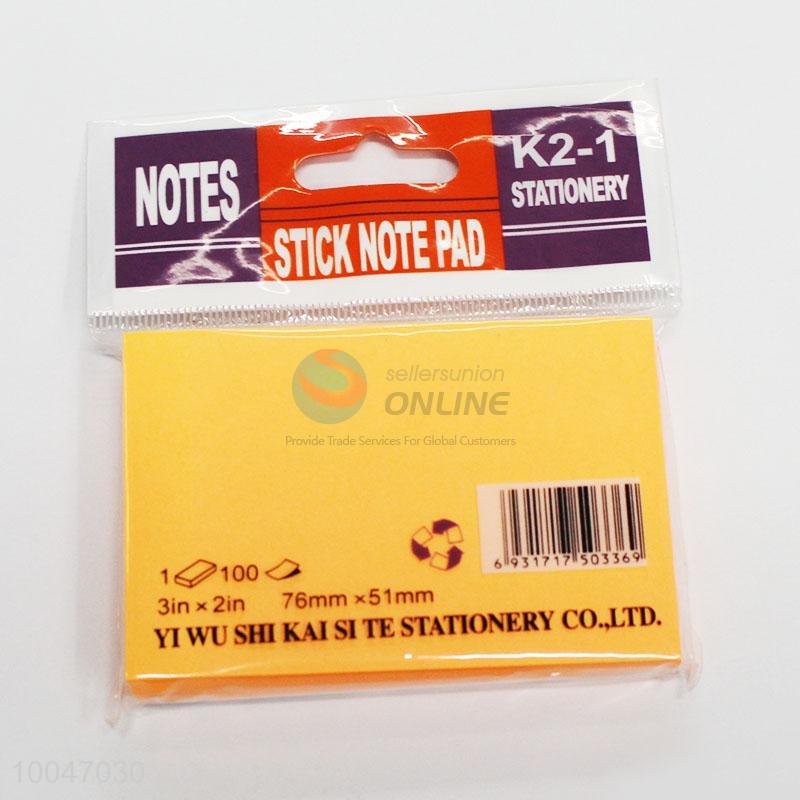 NOTES
STICK NOTE PAD
K2-1
STATIONERY
sellersunion
ONLINE
Provide Trade Services For Global Customers
6 931717 503369
1 100
3in × 2in 76mm ×51mm
YI WU SHI KAI SI TE STATIONERY CO.,LTD.
10047030